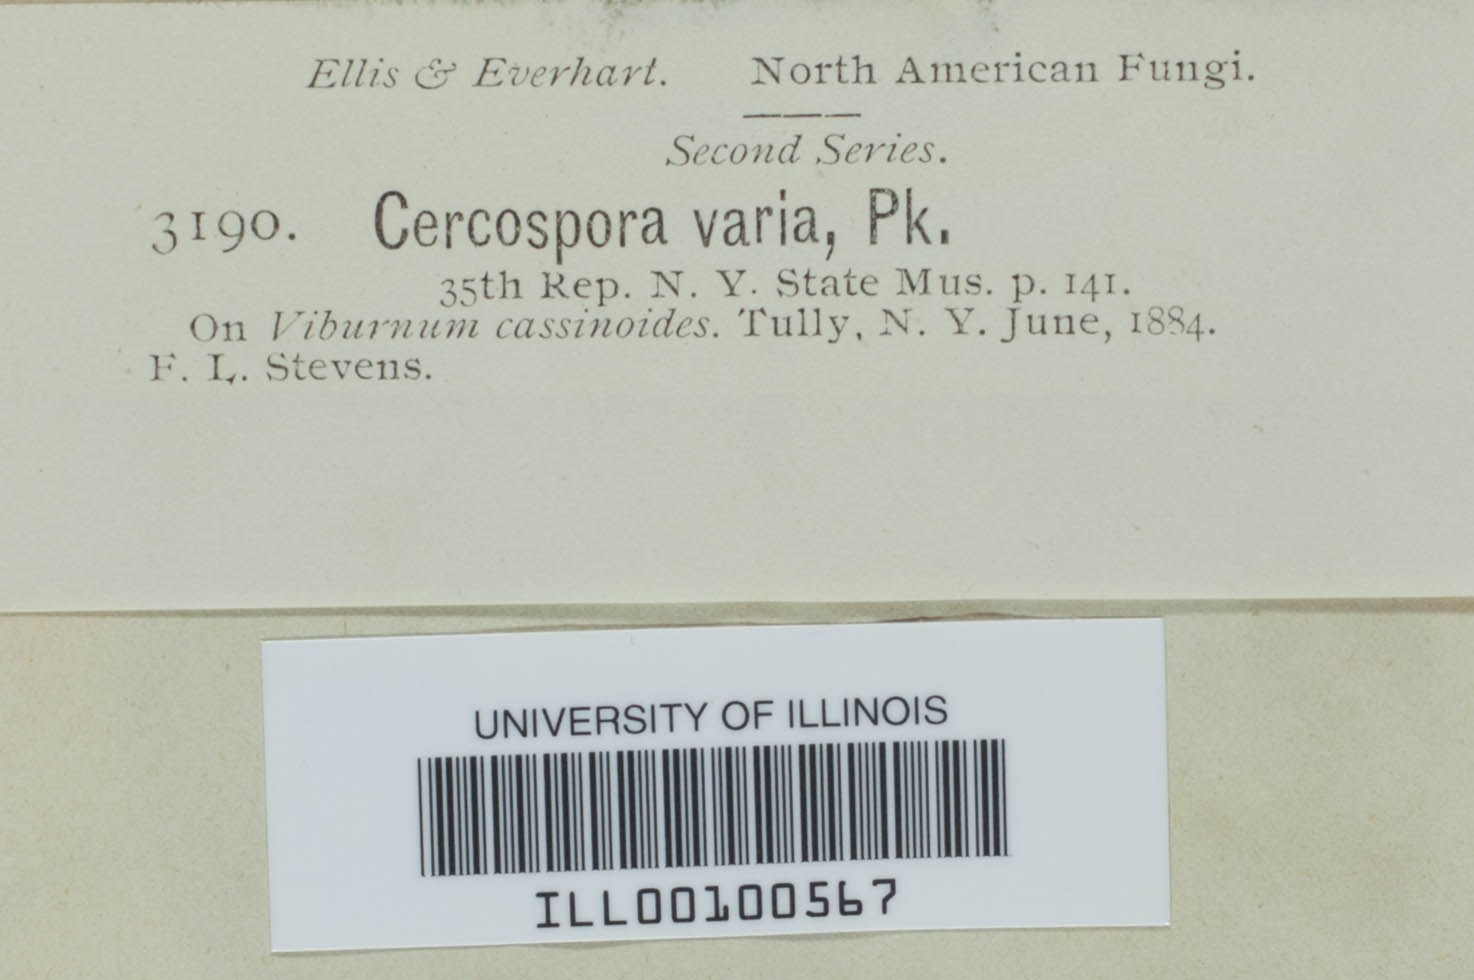 Ellis & Everhart. North American Fungi.
Second Series.
3190. Cercospora varia, Pk.
35th Rep. N. Y. State Mus. p. 141.
On Viburnum cassinoides. Tully, N. Y. June, 1884.
F. L. Stevens.
UNIVERSITY OF ILLINOIS
ILL00100567